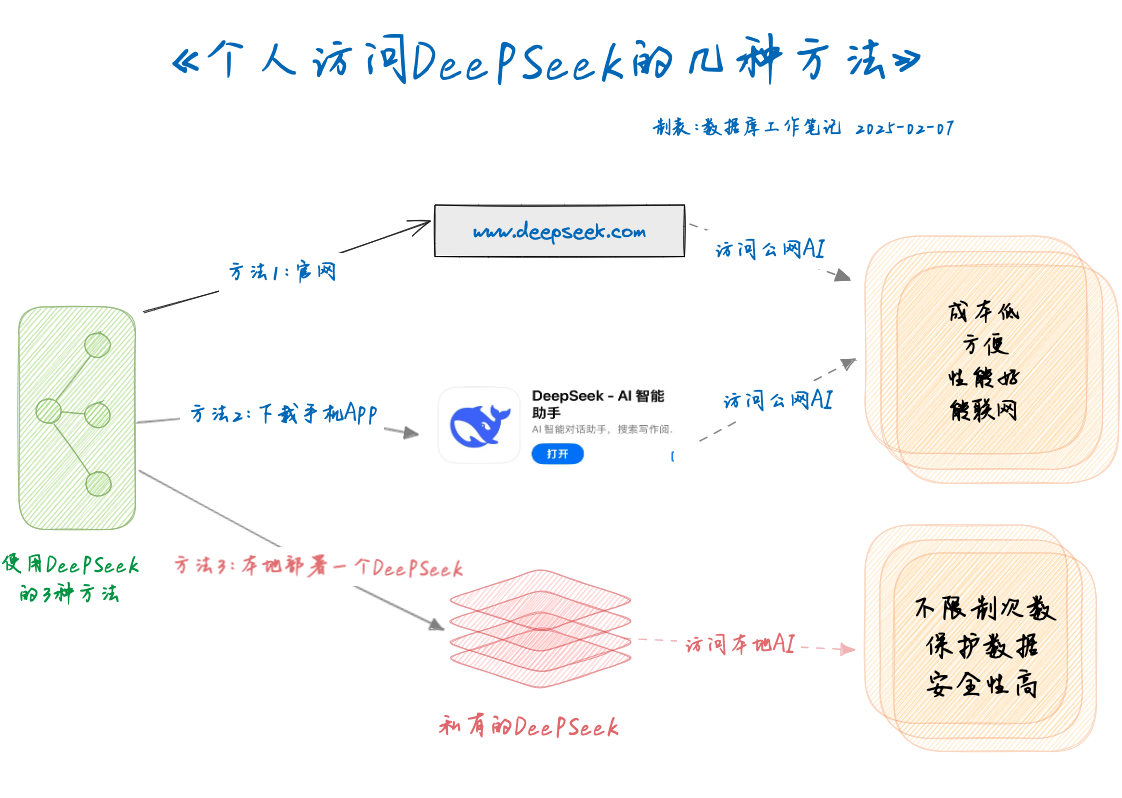 《个人访问DeepSeek的几种方法》
制表:数据库工作笔记 2025-02-07
www.deepseek.com
访问公网AI
方法1:官网
成本低
方便
性能好
能联网
方法2:下载手机App
DeepSeek - AI 智能
助手
AI 智能对话助手,搜索写作阅
打开
访问公网AI
使用DeepSeek
的3种方法
方法3:本地部署一个DeepSeek
访问本地AI
不限制次数
保护数据
安全性高
私有的DeepSeek